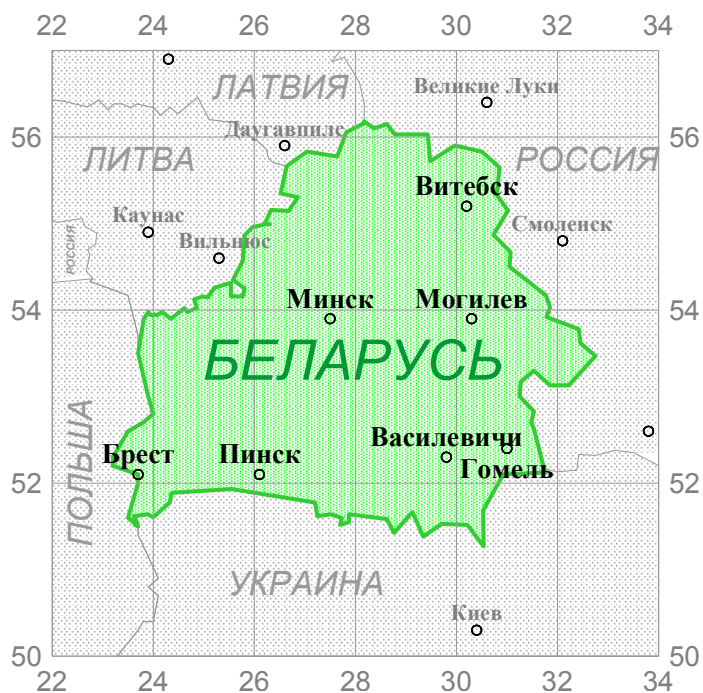 22 24 26 28 30 32 34
ЛАТВИЯ
Великие Луки
56 56
Даугавпилс
ЛИТВА
РОССИЯ
Витебск
Каунас
Смоленск
РОССИЯ
Вильнюс
54 54
Минск
Могилев
БЕЛАРУСЬ
ПОЛЬША
Василевичи
Брест
Пинск
Гомель
52 52
УКРАИНА
Киев
50 50
22 24 26 28 30 32 34